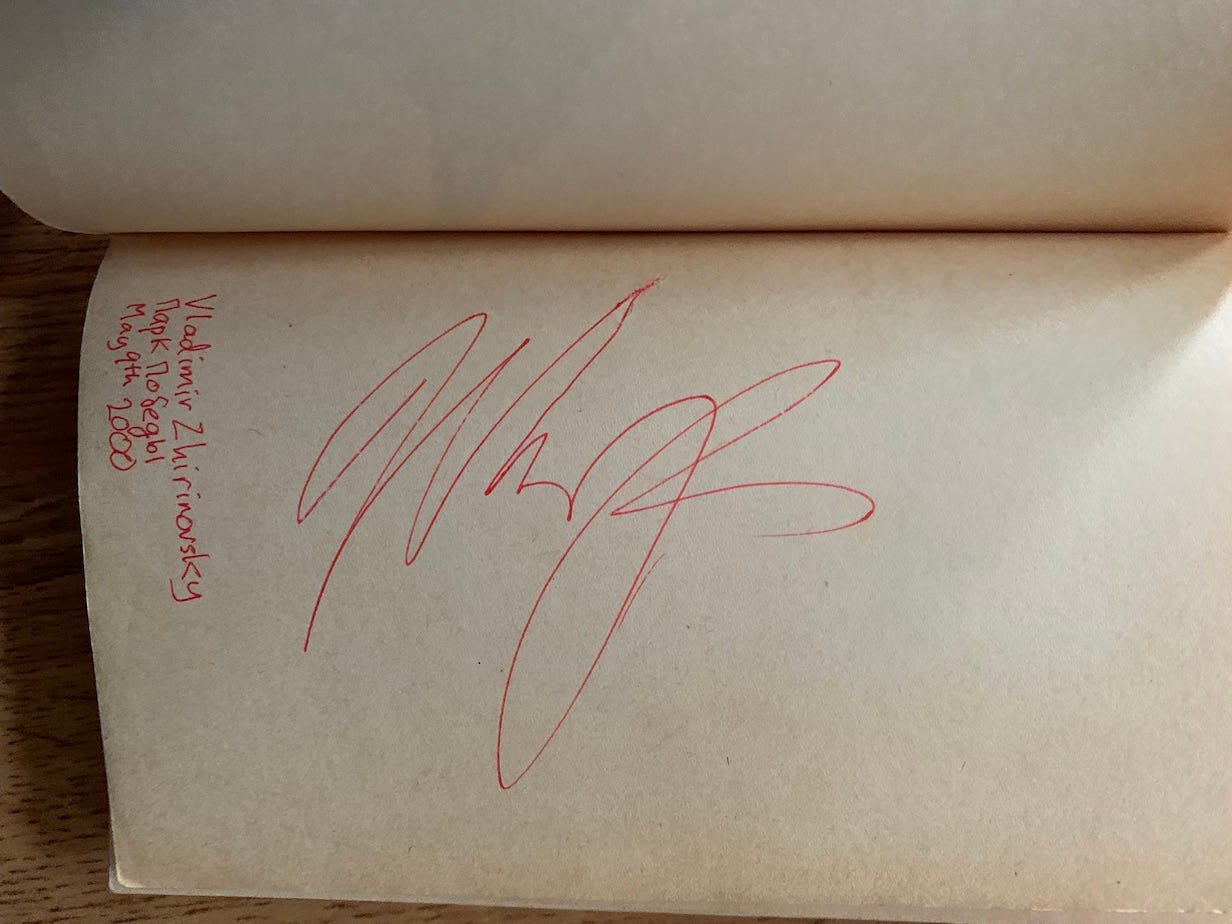 Vladimir Zhirinovsky
Парк Победы
May 9th 2000